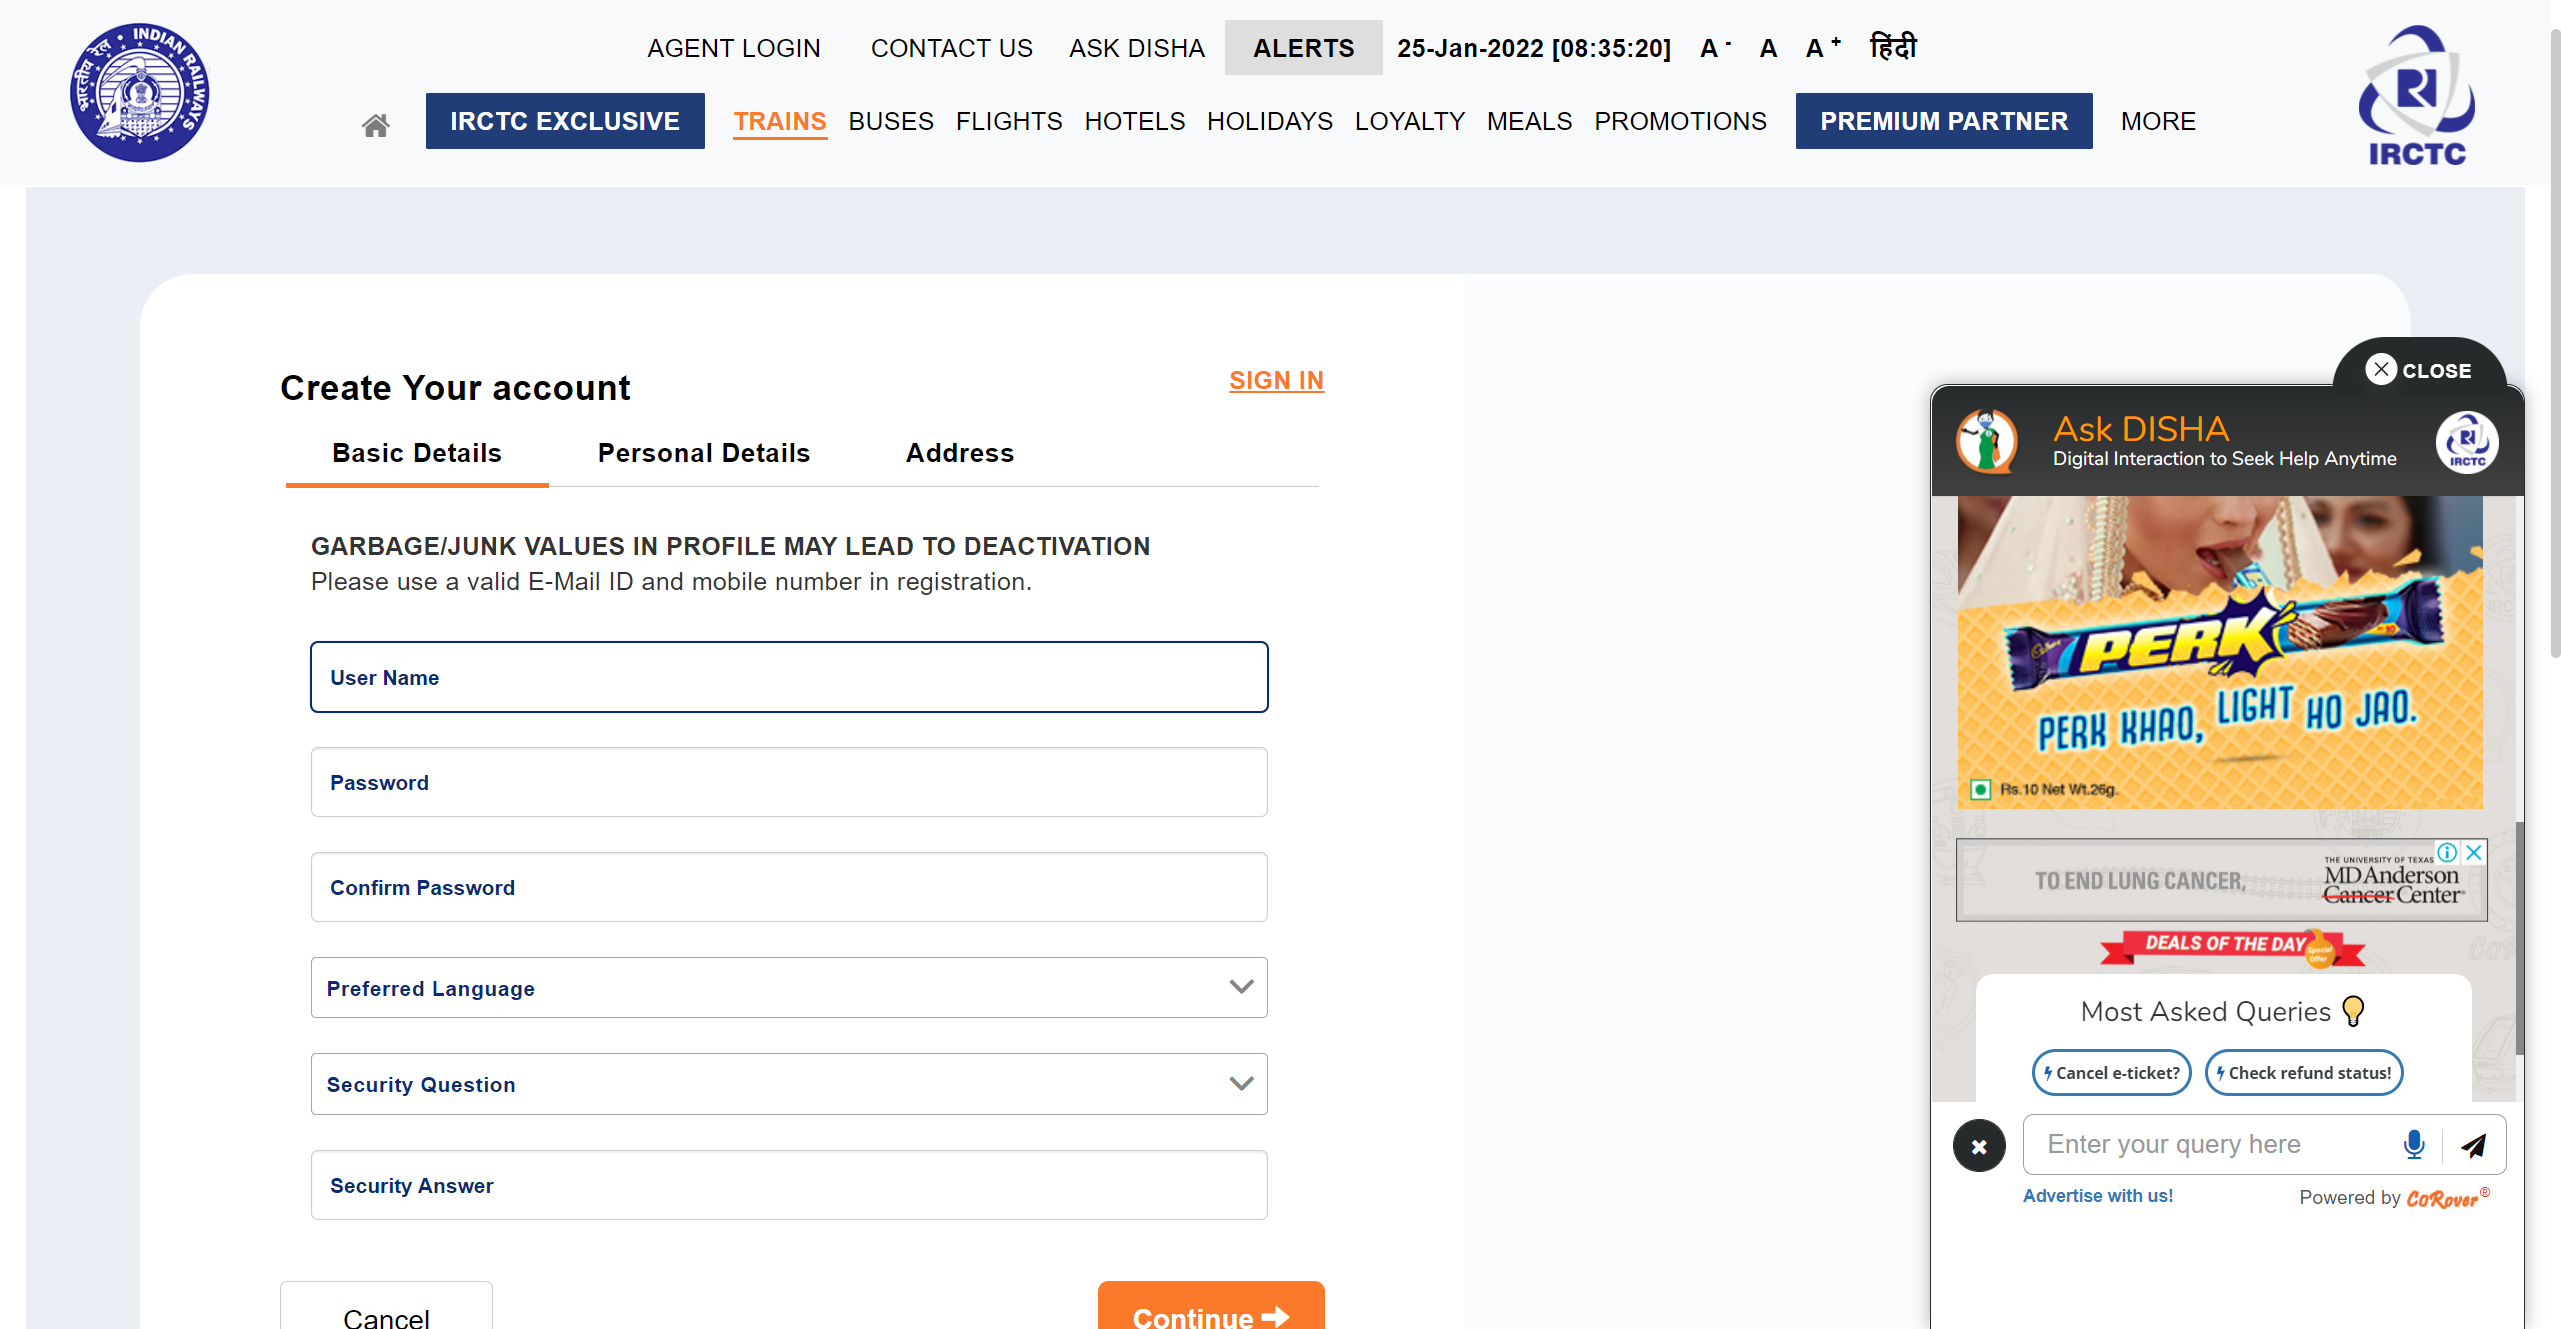 भारतीय रेल • INDIAN RAILWAYS
AGENT LOGIN CONTACT US ASK DISHA ALERTS 25-Jan-2022 [08:35:20] A - A A + हिंदी
IRCTC EXCLUSIVE TRAINS BUSES FLIGHTS HOTELS HOLIDAYS LOYALTY MEALS PROMOTIONS PREMIUM PARTNER MORE
IRCTC
Create Your account
SIGN IN
Basic Details Personal Details Address
GARBAGE/JUNK VALUES IN PROFILE MAY LEAD TO DEACTIVATION
Please use a valid E-Mail ID and mobile number in registration.
User Name
Password
Confirm Password
Preferred Language
Security Question
Security Answer
Cancel
Continue
CLOSE
Ask DISHA
Digital Interaction to Seek Help Anytime
IRCTC
Cadbury
PERK
PERK KHAO, LIGHT HO JAO.
Rs.10 Net Wt.26g.
TO END LUNG CANCER,
THE UNIVERSITY OF TEXAS
MD Anderson
Cancer Center
DEALS OF THE DAY
Special
Offer
Most Asked Queries
Cancel e-ticket? Check refund status!
Enter your query here
Advertise with us! Powered by CoRover®